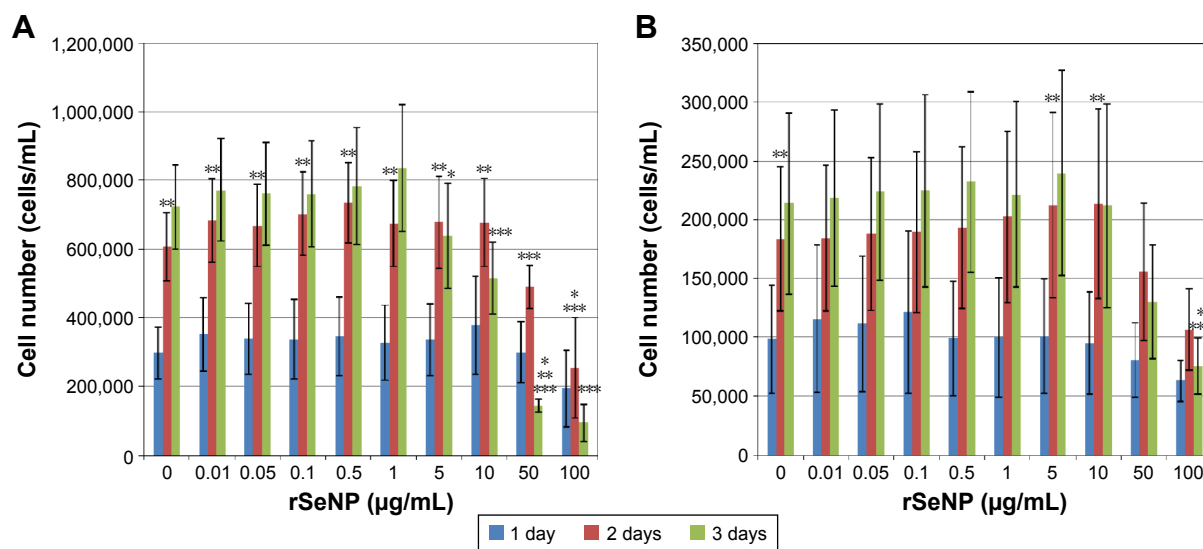 A
Cell number (cells/mL)
1,200,000
1,000,000
800,000
600,000
400,000
200,000
0
** ** ** ** ** ** ** * ** *** *** * ** *** * *** ***
0 0.01 0.05 0.1 0.5 1 5 10 50 100
rSeNP (µg/mL)
B
Cell number (cells/mL)
350,000
300,000
250,000
200,000
150,000
100,000
50,000
0
** ** ** * **
0 0.01 0.05 0.1 0.5 1 5 10 50 100
rSeNP (µg/mL)
1 day 2 days 3 days